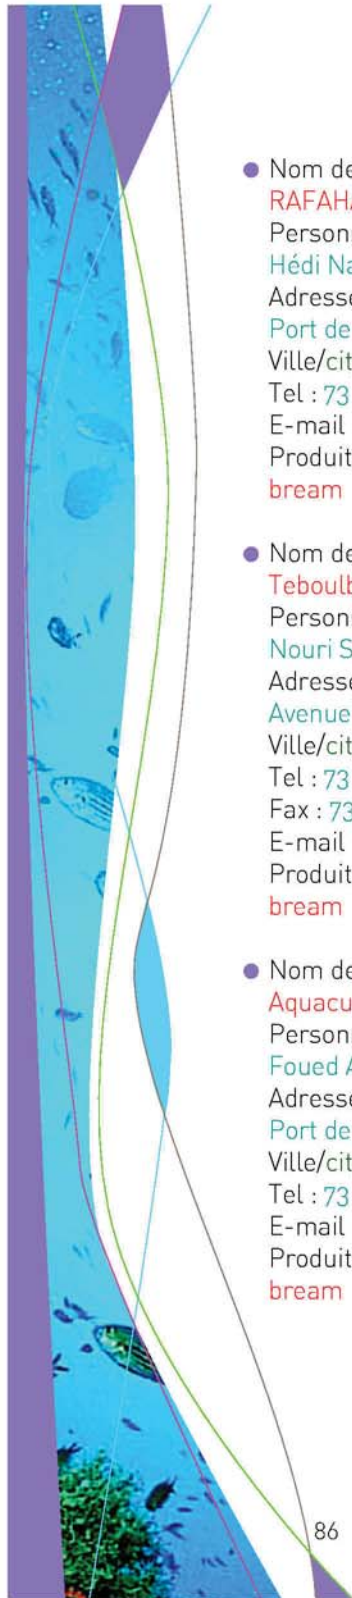 Nom de
RAFAHA
Person
Hédi Na
Adresse
Port de
Ville/cit
Tel : 73
E-mail
Produit
bream
Nom de
Teboulb
Person
Nouri S
Adresse
Avenue
Ville/cit
Tel : 73
Fax : 73
E-mail
Produit
bream
Nom de
Aquacu
Person
Foued A
Adresse
Port de
Ville/cit
Tel : 73
E-mail
Produit
bream
86